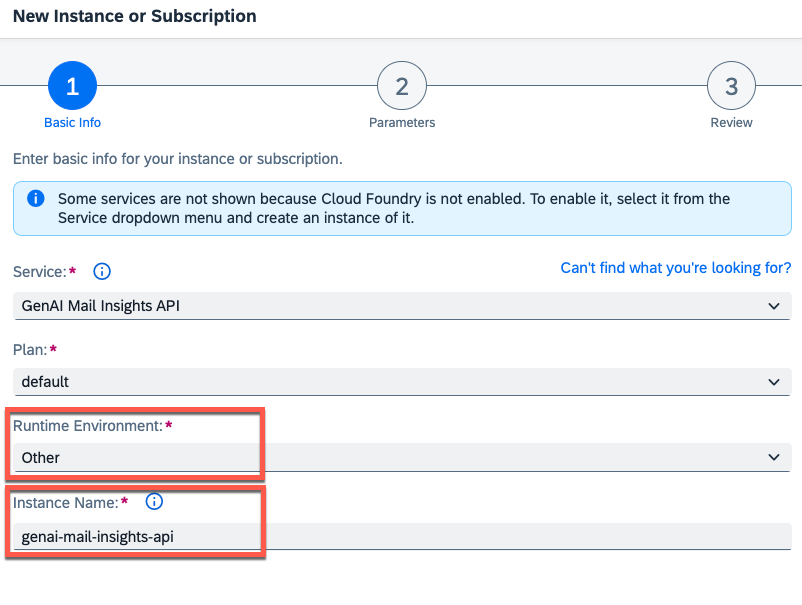 New Instance or Subscription
1
2
3
Basic Info
Parameters
Review
Enter basic info for your instance or subscription.
Some services are not shown because Cloud Foundry is not enabled. To enable it, select it from the
Service dropdown menu and create an instance of it.
Service:*
Can't find what you're looking for?
GenAI Mail Insights API
Plan:*
default
Runtime Environment:*
Other
Instance Name:*
genai-mail-insights-api